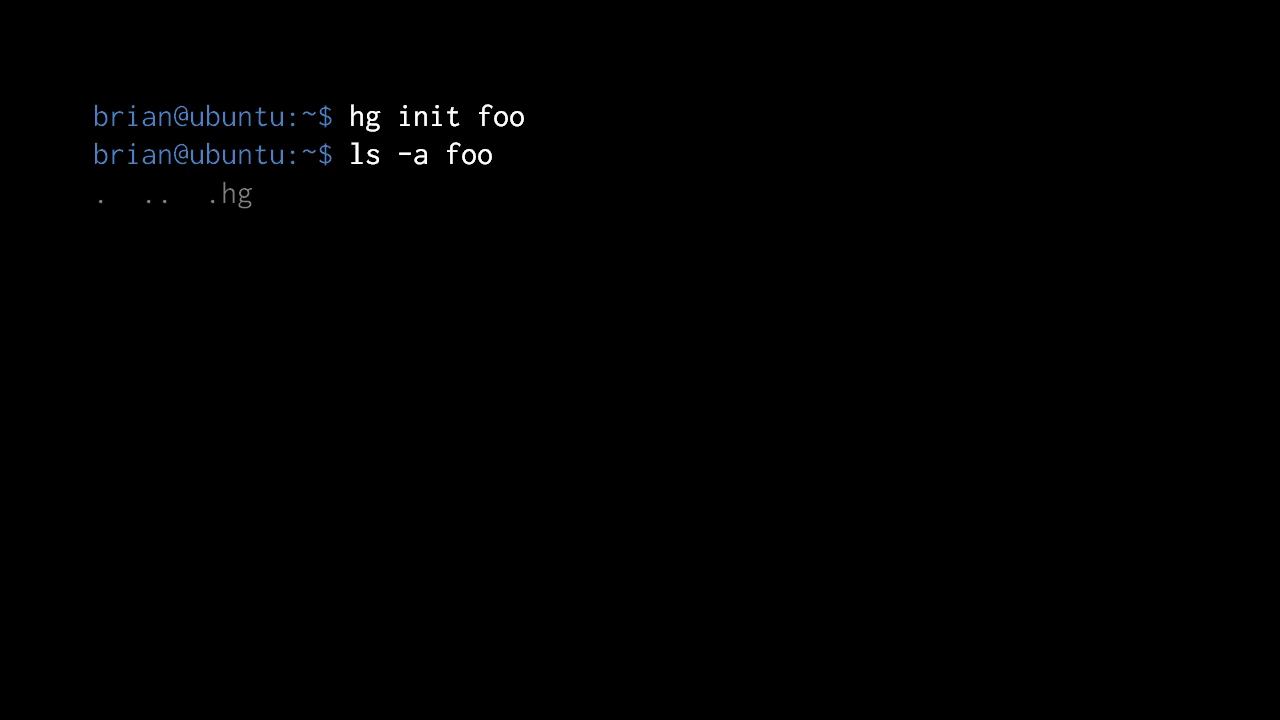 brian@ubuntu:~$ hg init foo
brian@ubuntu:~$ ls -a foo
.  ..  .hg